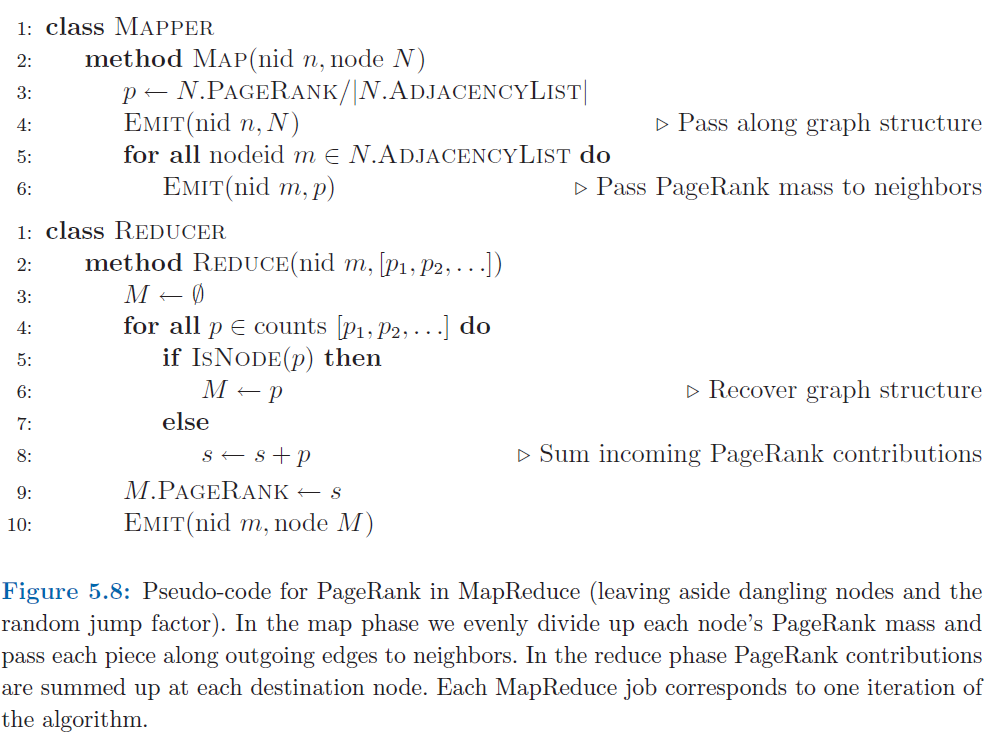 1: class MAPPER
2: method MAP(nid n, node N)
3: p ← N.PAGERANK/|N.ADJACENCYLIST|
4: EMIT(nid n, N) ▷ Pass along graph structure
5: for all nodeid m ∈ N.ADJACENCYLIST do
6: EMIT(nid m, p) ▷ Pass PageRank mass to neighbors
1: class REDUCER
2: method REDUCE(nid m, [p₁, p₂, . . .])
3: M ← ∅
4: for all p ∈ counts [p₁, p₂, . . .] do
5: if ISNODE(p) then
6: M ← p ▷ Recover graph structure
7: else
8: s ← s + p ▷ Sum incoming PageRank contributions
9: M.PAGERANK ← s
10: EMIT(nid m, node M)
Figure 5.8: Pseudo-code for PageRank in MapReduce (leaving aside dangling nodes and the
random jump factor). In the map phase we evenly divide up each node's PageRank mass and
pass each piece along outgoing edges to neighbors. In the reduce phase PageRank contributions
are summed up at each destination node. Each MapReduce job corresponds to one iteration of
the algorithm.